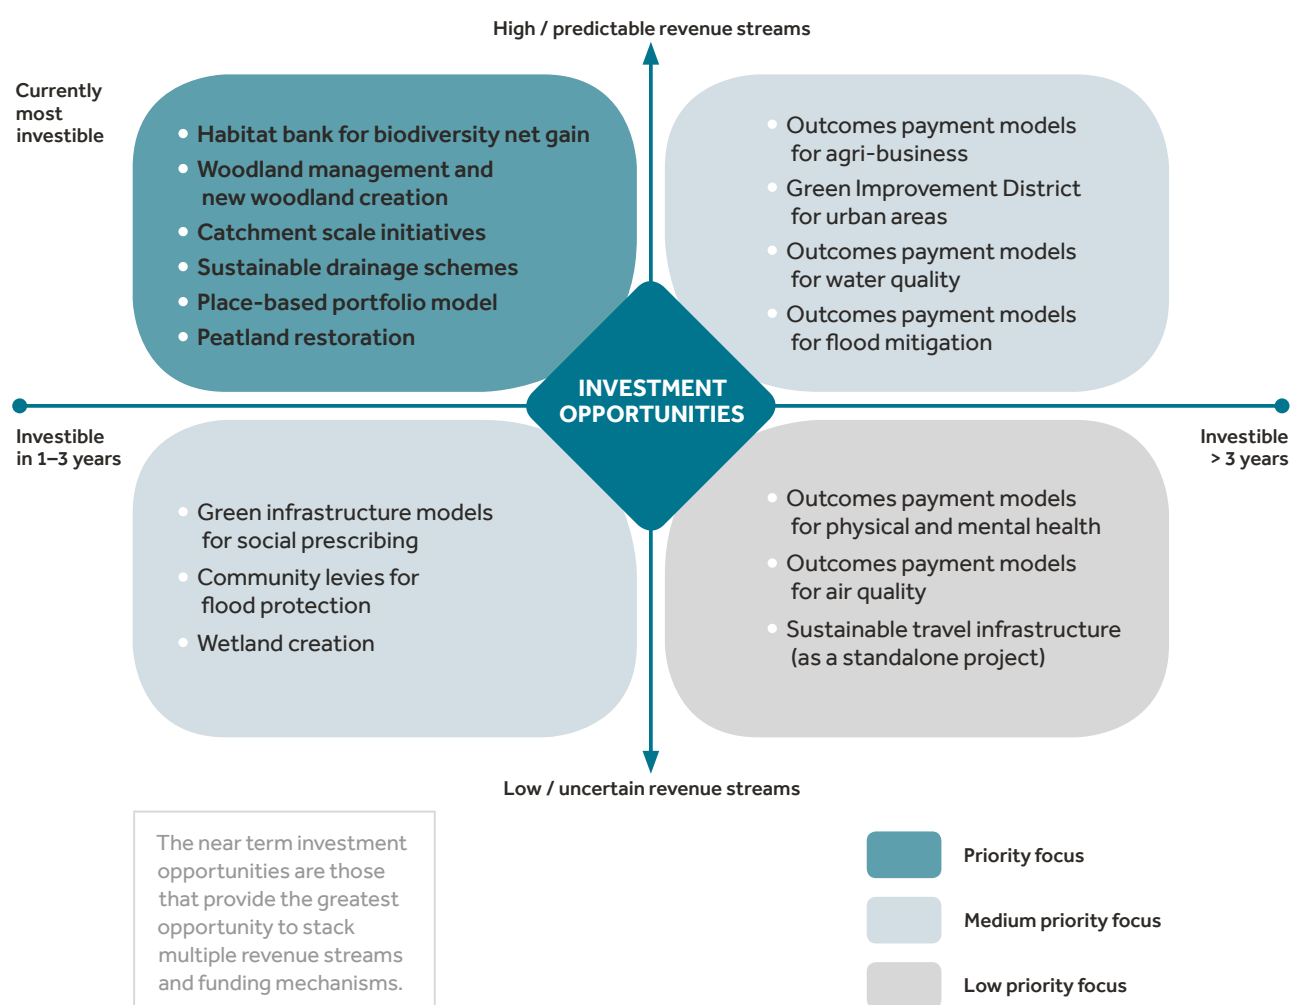 High / predictable revenue streams
Currently
most
investible
• Habitat bank for biodiversity net gain
• Woodland management and
new woodland creation
• Catchment scale initiatives
• Sustainable drainage schemes
• Place-based portfolio model
• Peatland restoration
• Outcomes payment models
for agri-business
• Green Improvement District
for urban areas
• Outcomes payment models
for water quality
• Outcomes payment models
for flood mitigation
INVESTMENT
OPPORTUNITIES
Investible
in 1–3 years
Investible
> 3 years
• Green infrastructure models
for social prescribing
• Community levies for
flood protection
• Wetland creation
• Outcomes payment models
for physical and mental health
• Outcomes payment models
for air quality
• Sustainable travel infrastructure
(as a standalone project)
Low / uncertain revenue streams
The near term investment
opportunities are those
that provide the greatest
opportunity to stack
multiple revenue streams
and funding mechanisms.
Priority focus
Medium priority focus
Low priority focus